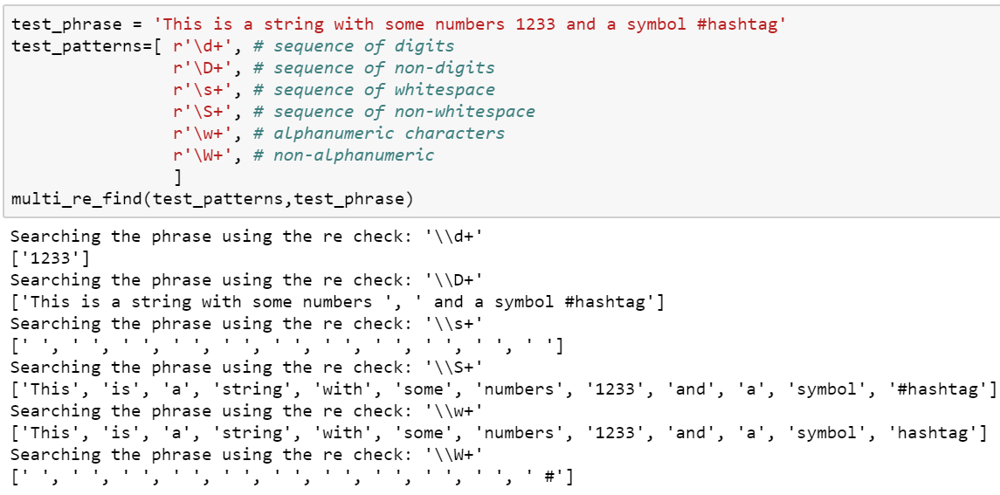 test_phrase = 'This is a string with some numbers 1233 and a symbol #hashtag'
test_patterns=[ r'\d+', # sequence of digits
r'\D+', # sequence of non-digits
r'\s+', # sequence of whitespace
r'\S+', # sequence of non-whitespace
r'\w+', # alphanumeric characters
r'\W+', # non-alphanumeric
]
multi_re_find(test_patterns,test_phrase)
Searching the phrase using the re check: '\\d+'
['1233']
Searching the phrase using the re check: '\\D+'
['This is a string with some numbers ', ' and a symbol #hashtag']
Searching the phrase using the re check: '\\s+'
[' ', ' ', ' ', ' ', ' ', ' ', ' ', ' ', ' ', ' ', ' ']
Searching the phrase using the re check: '\\S+'
['This', 'is', 'a', 'string', 'with', 'some', 'numbers', '1233', 'and', 'a', 'symbol', '#hashtag']
Searching the phrase using the re check: '\\w+'
['This', 'is', 'a', 'string', 'with', 'some', 'numbers', '1233', 'and', 'a', 'symbol', 'hashtag']
Searching the phrase using the re check: '\\W+'
[' ', ' ', ' ', ' ', ' ', ' ', ' ', ' ', ' ', ' ', ' #']